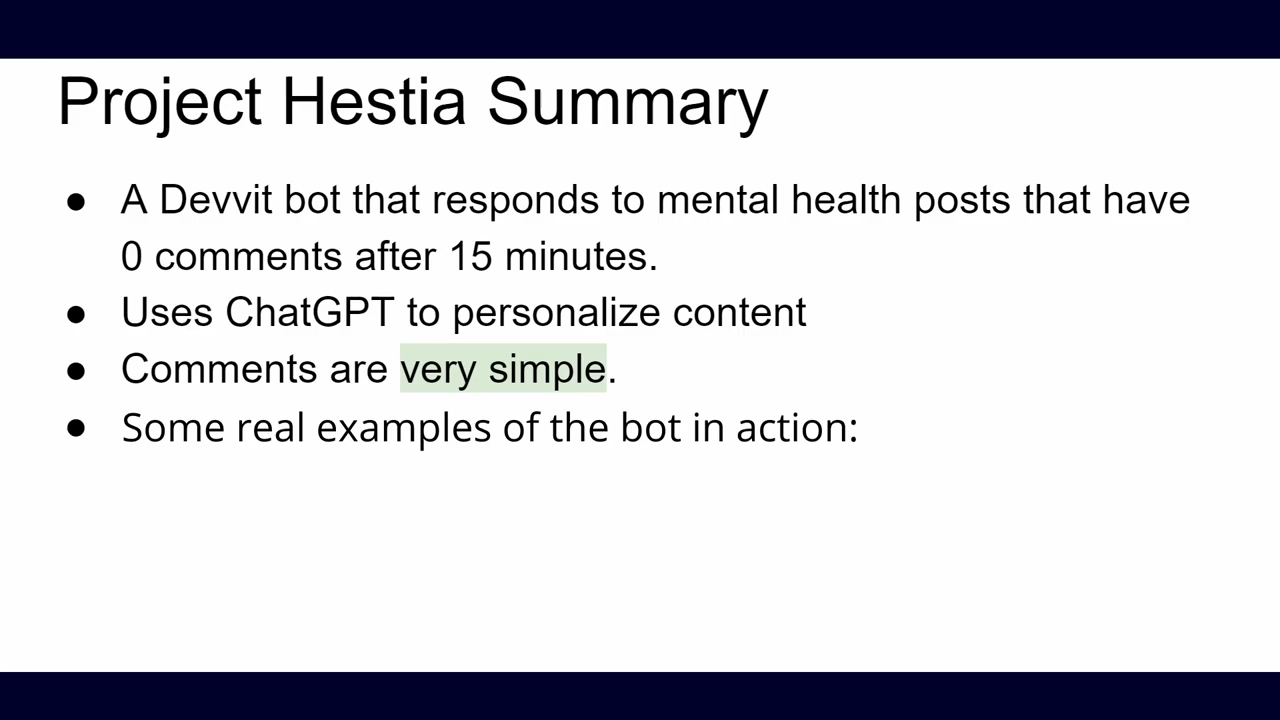 Project Hestia Summary
● A Devvit bot that responds to mental health posts that have
0 comments after 15 minutes.
● Uses ChatGPT to personalize content
● Comments are very simple.
● Some real examples of the bot in action: